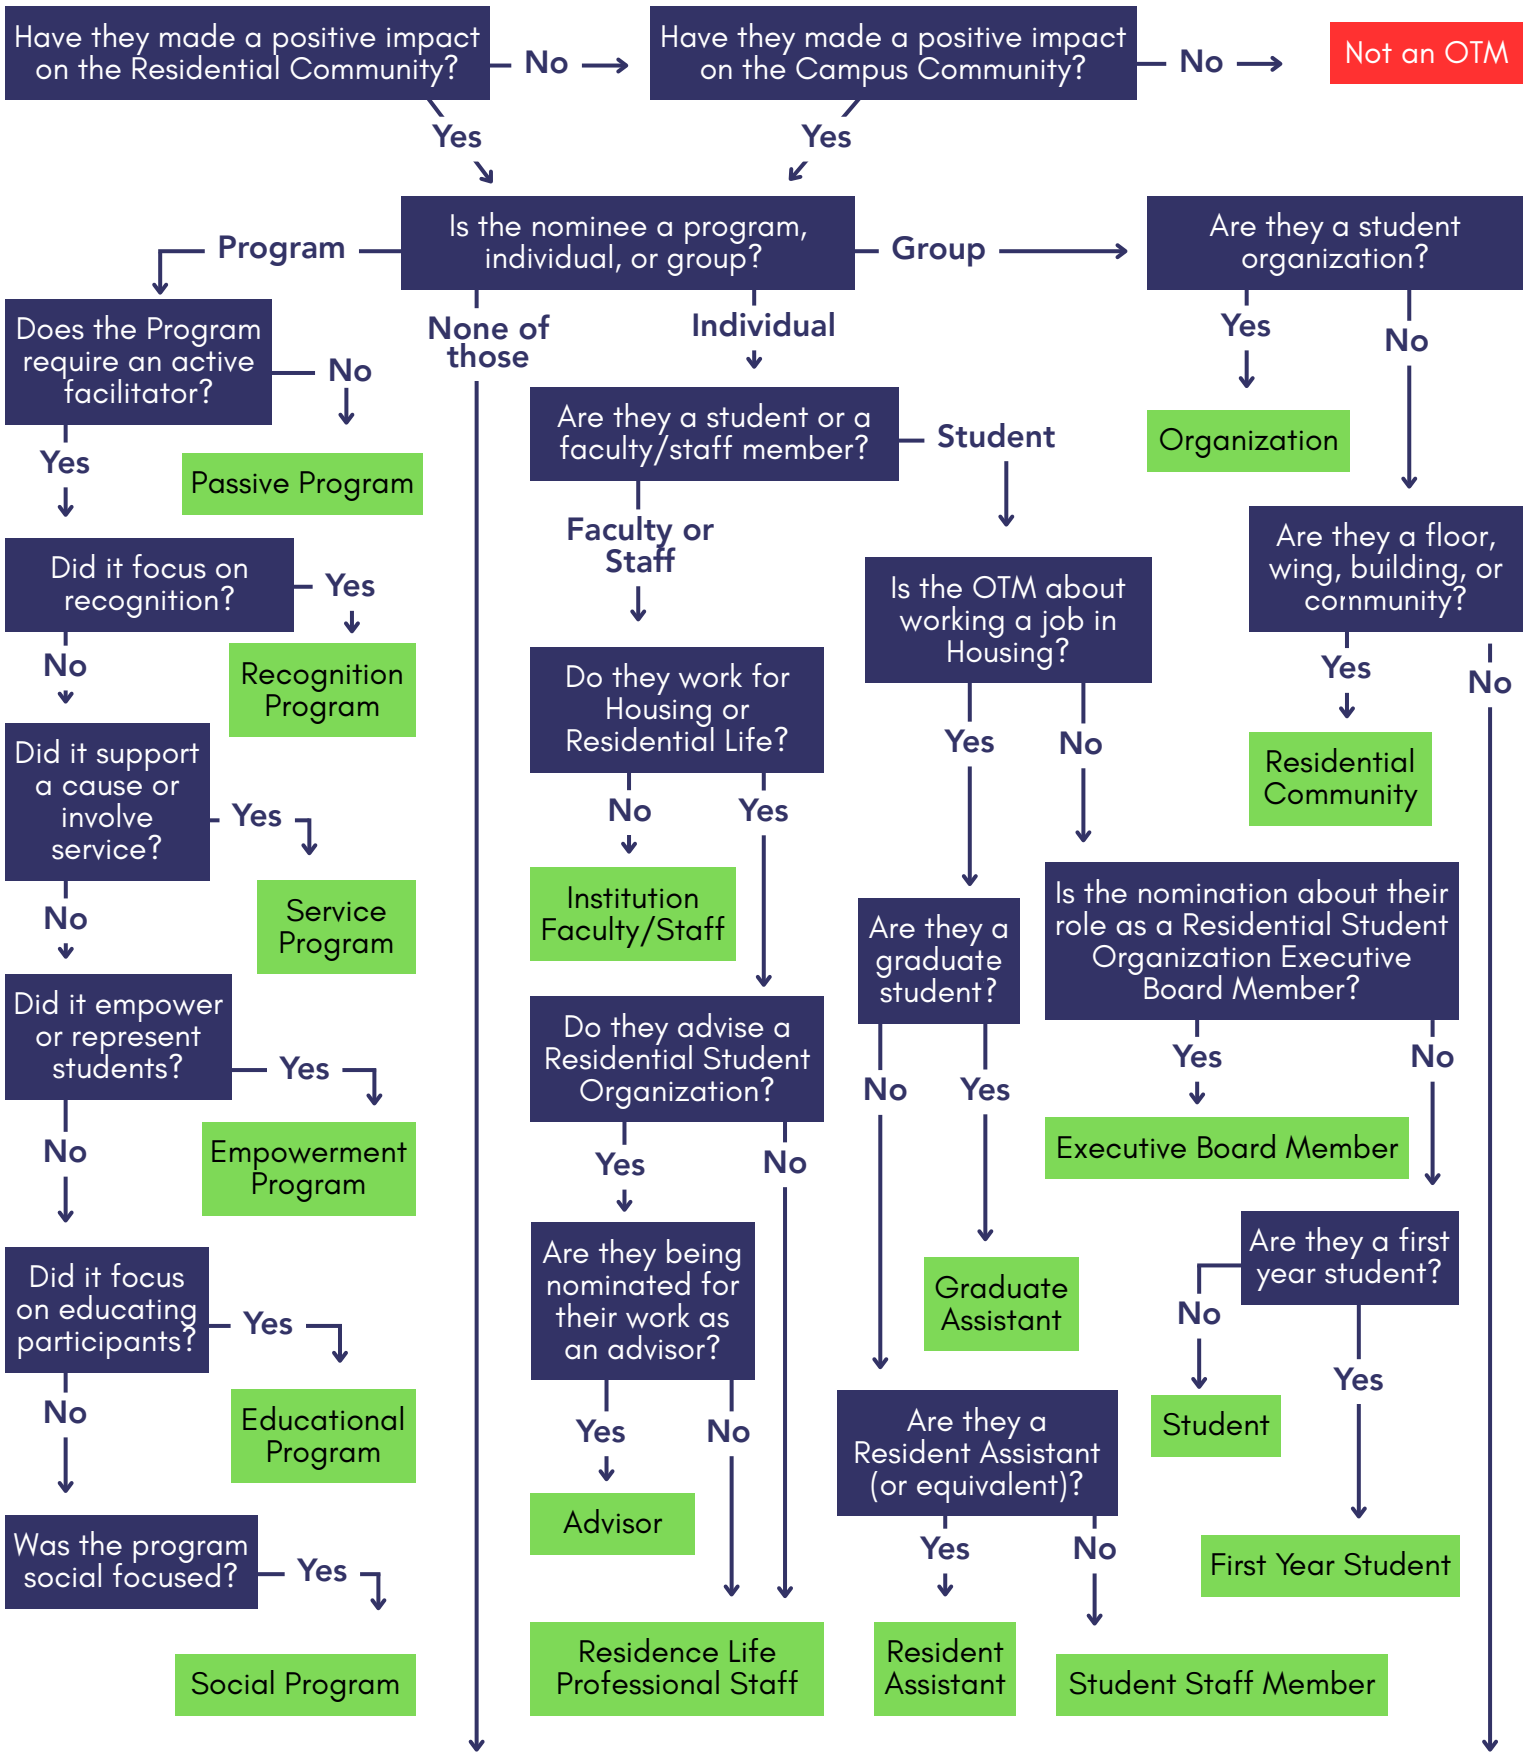 Have they made a positive impact
on the Residential Community?
No
Have they made a positive impact
on the Campus Community?
No
Not an OTM
Yes
Yes
Is the nominee a program,
individual, or group?
Program
Group
None of
those
Individual
Are they a student
organization?
Yes
No
Organization
Are they a floor,
wing, building, or
community?
Yes
No
Residential
Community
Does the Program
require an active
facilitator?
No
Yes
Passive Program
Did it focus on
recognition?
Yes
No
Recognition
Program
Did it support
a cause or
involve
service?
Yes
No
Service
Program
Did it empower
or represent
students?
Yes
No
Empowerment
Program
Did it focus
on educating
participants?
Yes
No
Educational
Program
Was the program
social focused?
Yes
Social Program
Are they a student or a
faculty/staff member?
Student
Faculty or
Staff
Do they work for
Housing or
Residential Life?
No
Yes
Institution
Faculty/Staff
Do they advise a
Residential Student
Organization?
Yes
No
Are they being
nominated for
their work as
an advisor?
Yes
No
Advisor
Residence Life
Professional Staff
Is the OTM about
working a job in
Housing?
Yes
No
Are they a
graduate
student?
No
Yes
Graduate
Assistant
Are they a
Resident Assistant
(or equivalent)?
Yes
No
Resident
Assistant
Student Staff Member
Is the nomination about their
role as a Residential Student
Organization Executive
Board Member?
Yes
No
Executive Board Member
Are they a first
year student?
No
Yes
Student
First Year Student